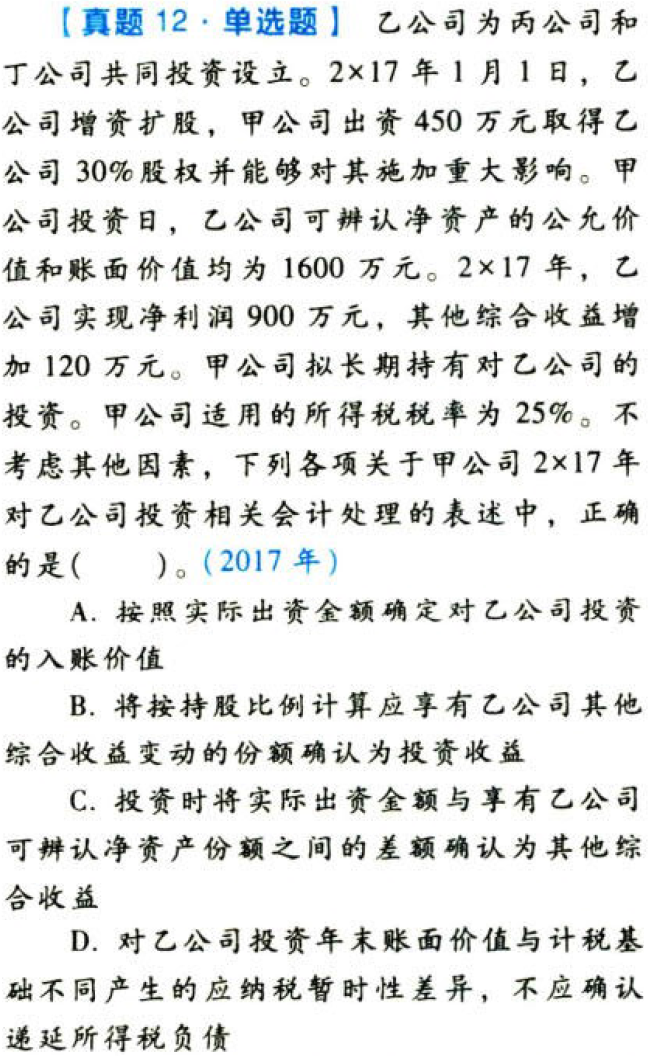 【真题 12·单选题】 乙公司为丙公司和
丁公司共同投资设立。2×17 年 1 月 1 日，乙
公司增资扩股，甲公司出资 450 万元取得乙
公司 30%股权并能够对其施加重大影响。甲
公司投资日，乙公司可辨认净资产的公允价
值和账面价值均为 1600 万元。2×17 年，乙
公司实现净利润 900 万元，其他综合收益增
加 120 万元。甲公司拟长期持有对乙公司的
投资。甲公司适用的所得税税率为 25%。不
考虑其他因素，下列各项关于甲公司 2×17 年
对乙公司投资相关会计处理的表述中，正确
的是(　　)。(2017 年)
A. 按照实际出资金额确定对乙公司投资
的入账价值
B. 将按持股比例计算应享有乙公司其他
综合收益变动的份额确认为投资收益
C. 投资时将实际出资金额与享有乙公司
可辨认净资产份额之间的差额确认为其他综
合收益
D. 对乙公司投资年末账面价值与计税基
础不同产生的应纳税暂时性差异，不应确认
递延所得税负债